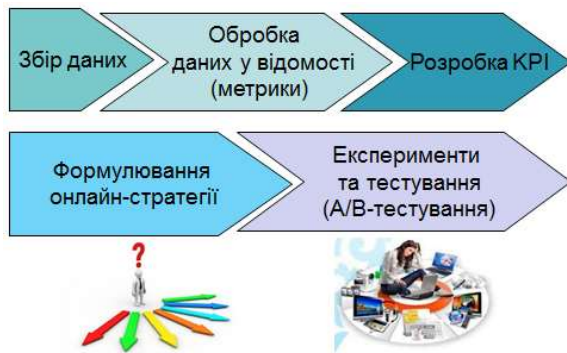 Збір даних
Обробка
даних у відомості
(метрики)
Розробка KPI
Формулювання
онлайн-стратегії
Експерименти
та тестування
(А/В-тестування)
?